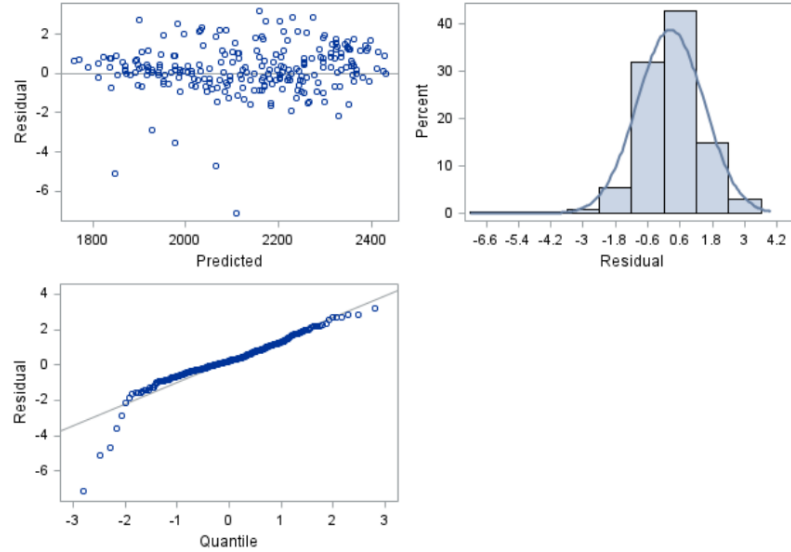 2
0
-2
-4
-6
Residual
1800 2000 2200 2400
Predicted
40
30
20
10
0
Percent
-6.6 -5.4 -4.2 -3 -1.8 -0.6 0.6 1.8 3 4.2
Residual
4
2
0
-2
-4
-6
Residual
-3 -2 -1 0 1 2 3
Quantile